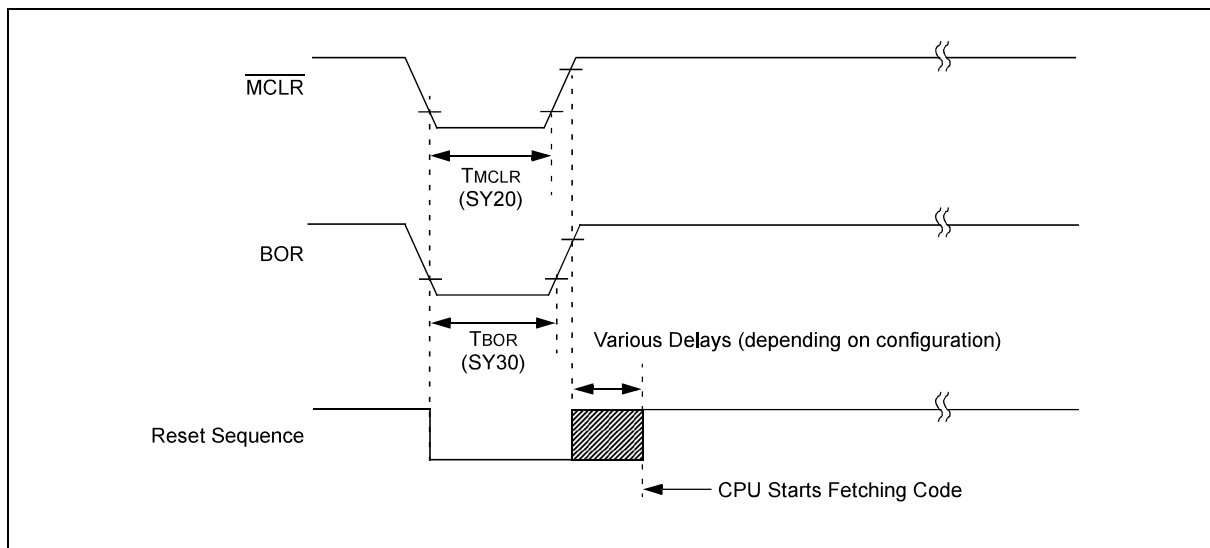 MCLR
TMCLR
(SY20)
BOR
TBOR
(SY30)
Various Delays (depending on configuration)
Reset Sequence
CPU Starts Fetching Code